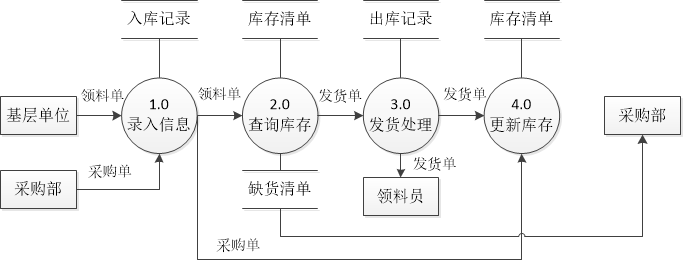 入库记录
库存清单
出库记录
库存清单
基层单位
领料单
1.0
录入信息
领料单
2.0
查询库存
发货单
3.0
发货处理
发货单
4.0
更新库存
采购部
采购部
采购单
缺货清单
发货单
领料员
采购单